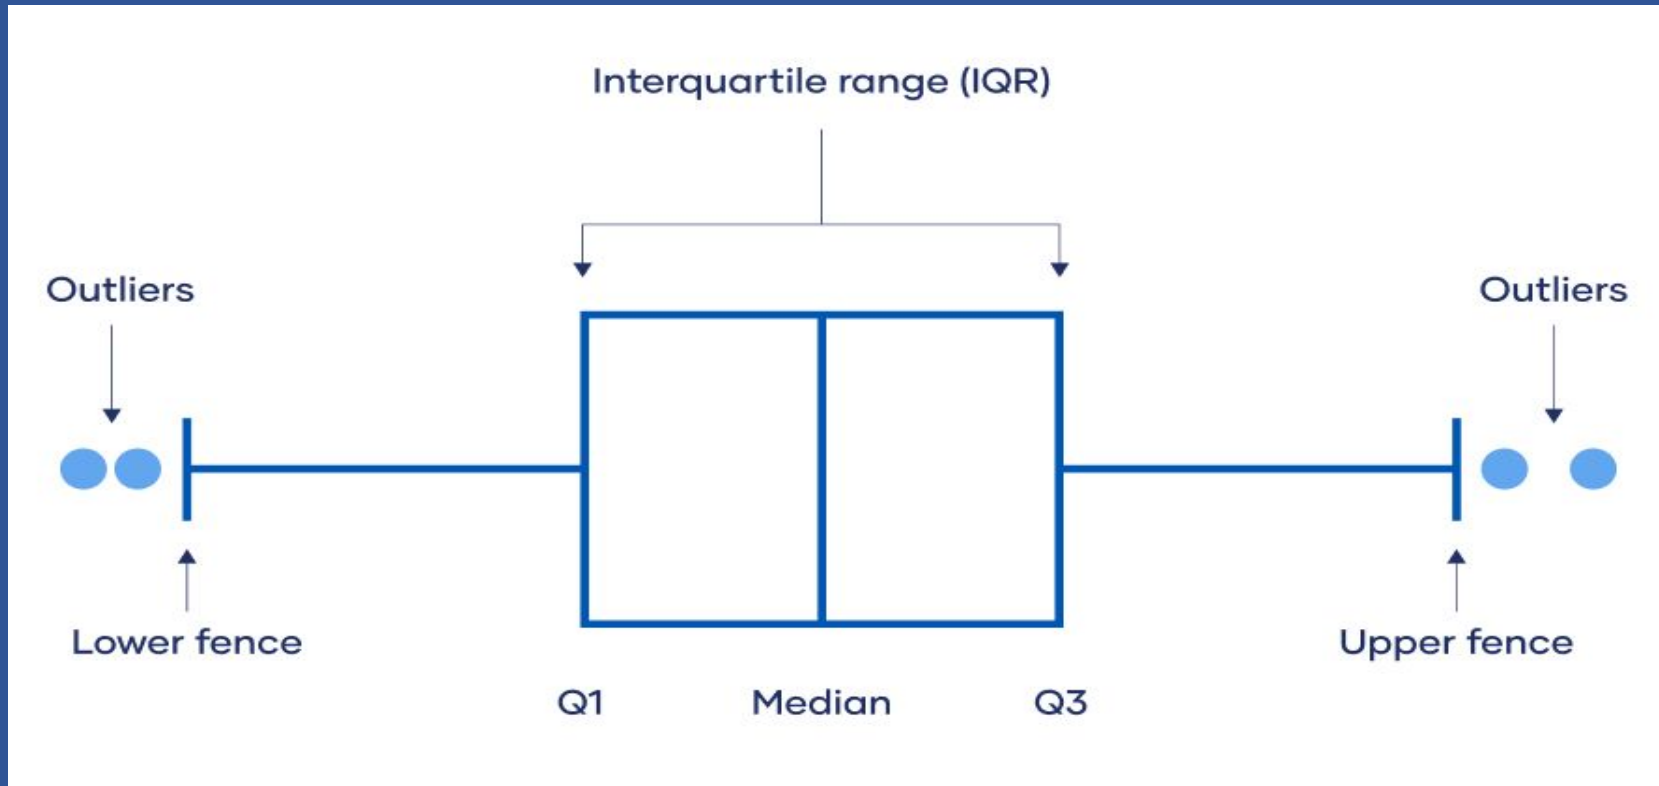 Interquartile range (IQR)
Outliers
Outliers
Lower fence
Upper fence
Q1
Median
Q3